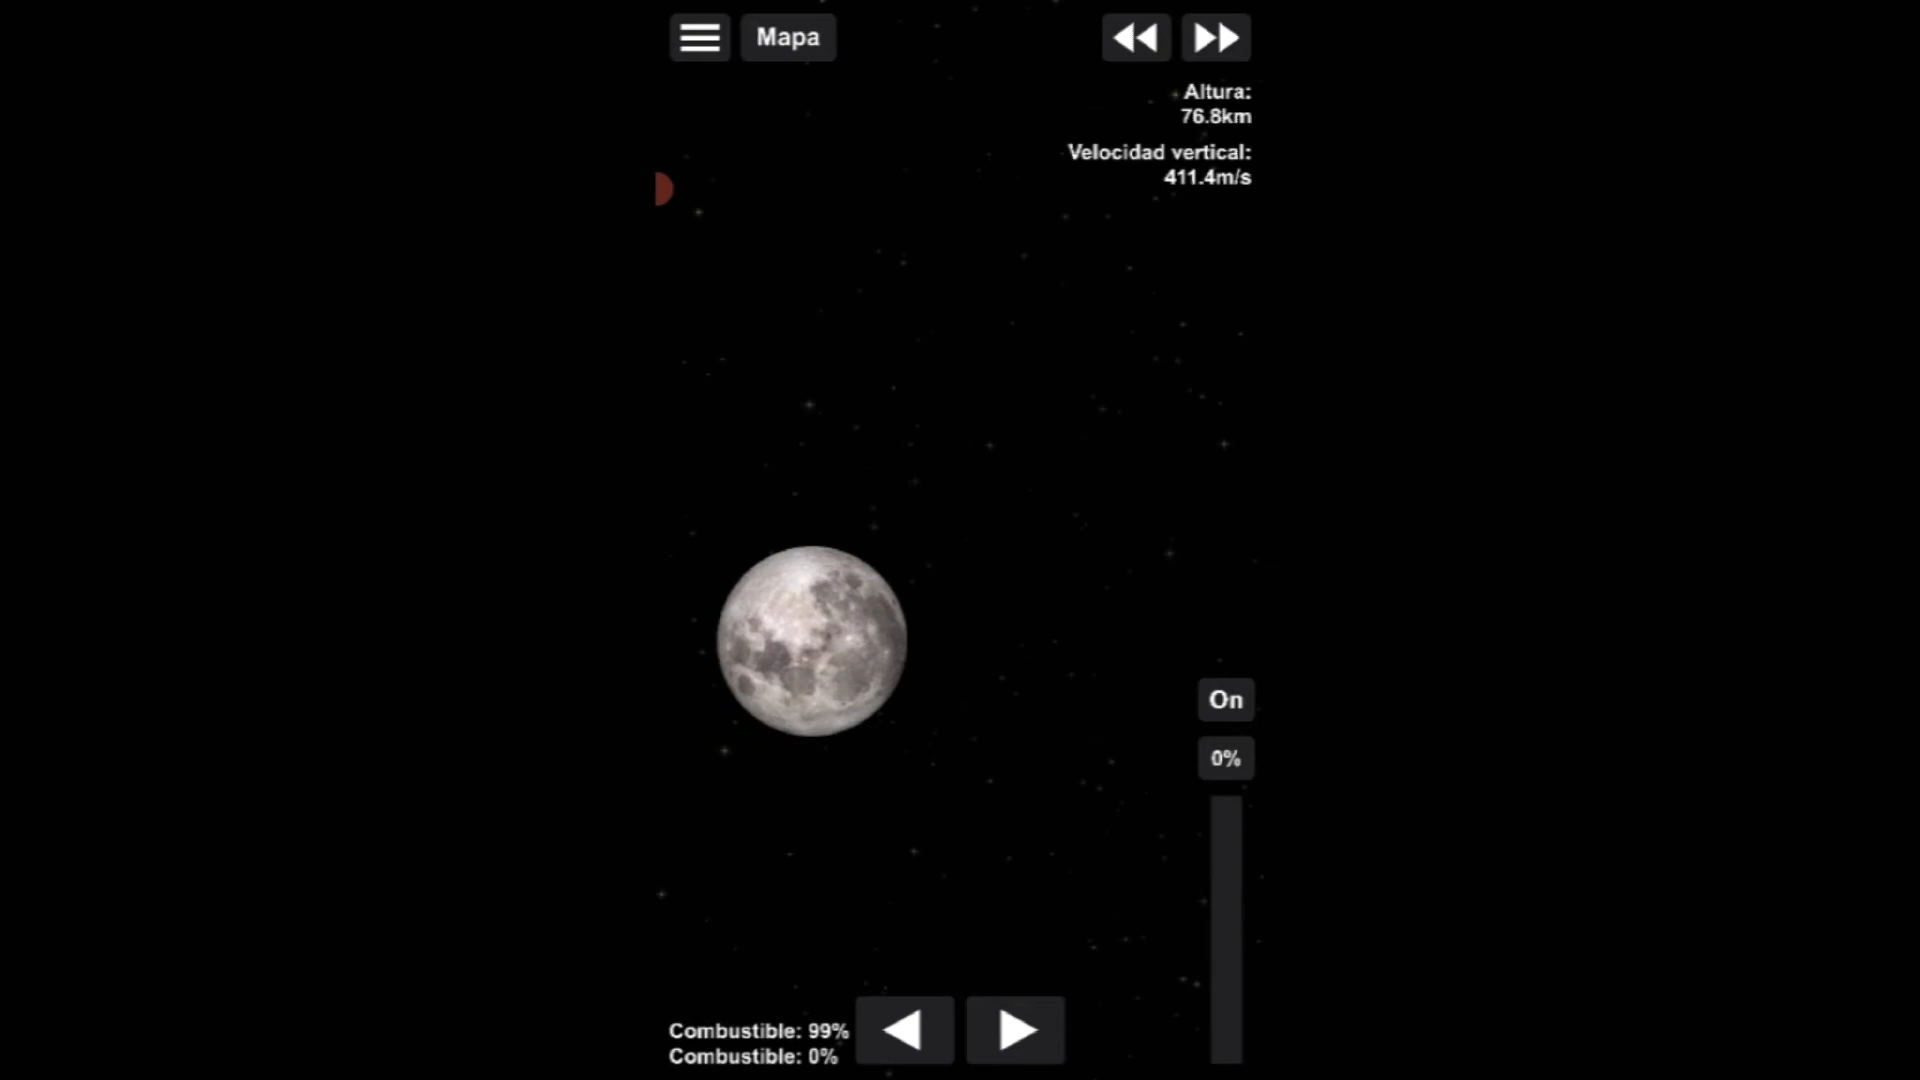 Mapa
Altura:
76.8km
Velocidad vertical:
411.4m/s
On
0%
Combustible: 99%
Combustible: 0%